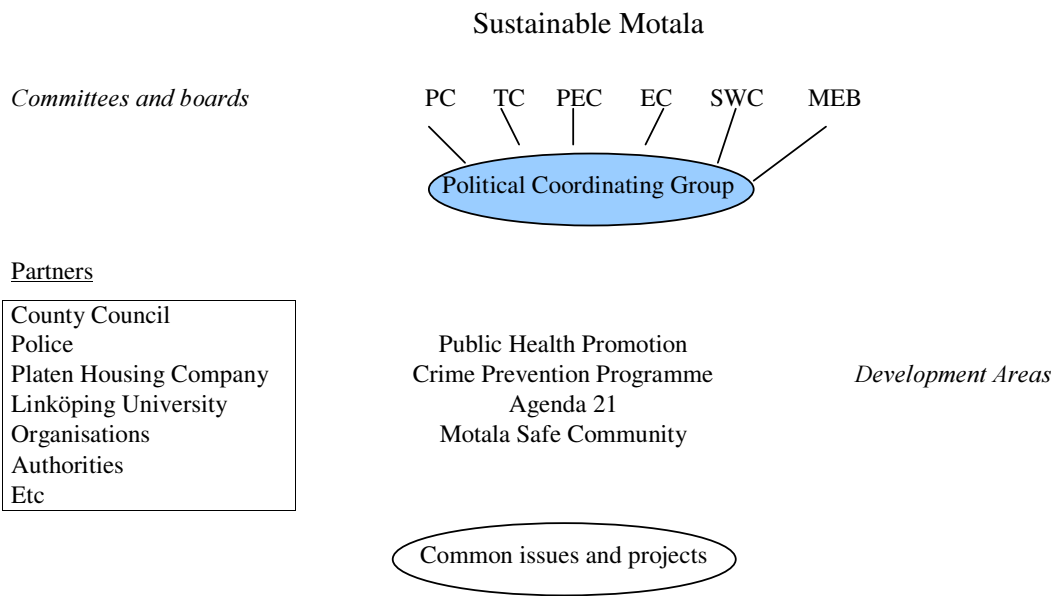 Sustainable Motala
Committees and boards PC TC PEC EC SWC MEB
Political Coordinating Group
Partners
County Council
Police
Platen Housing Company
Linköping University
Organisations
Authorities
Etc
Public Health Promotion
Crime Prevention Programme
Agenda 21
Motala Safe Community
Development Areas
Common issues and projects